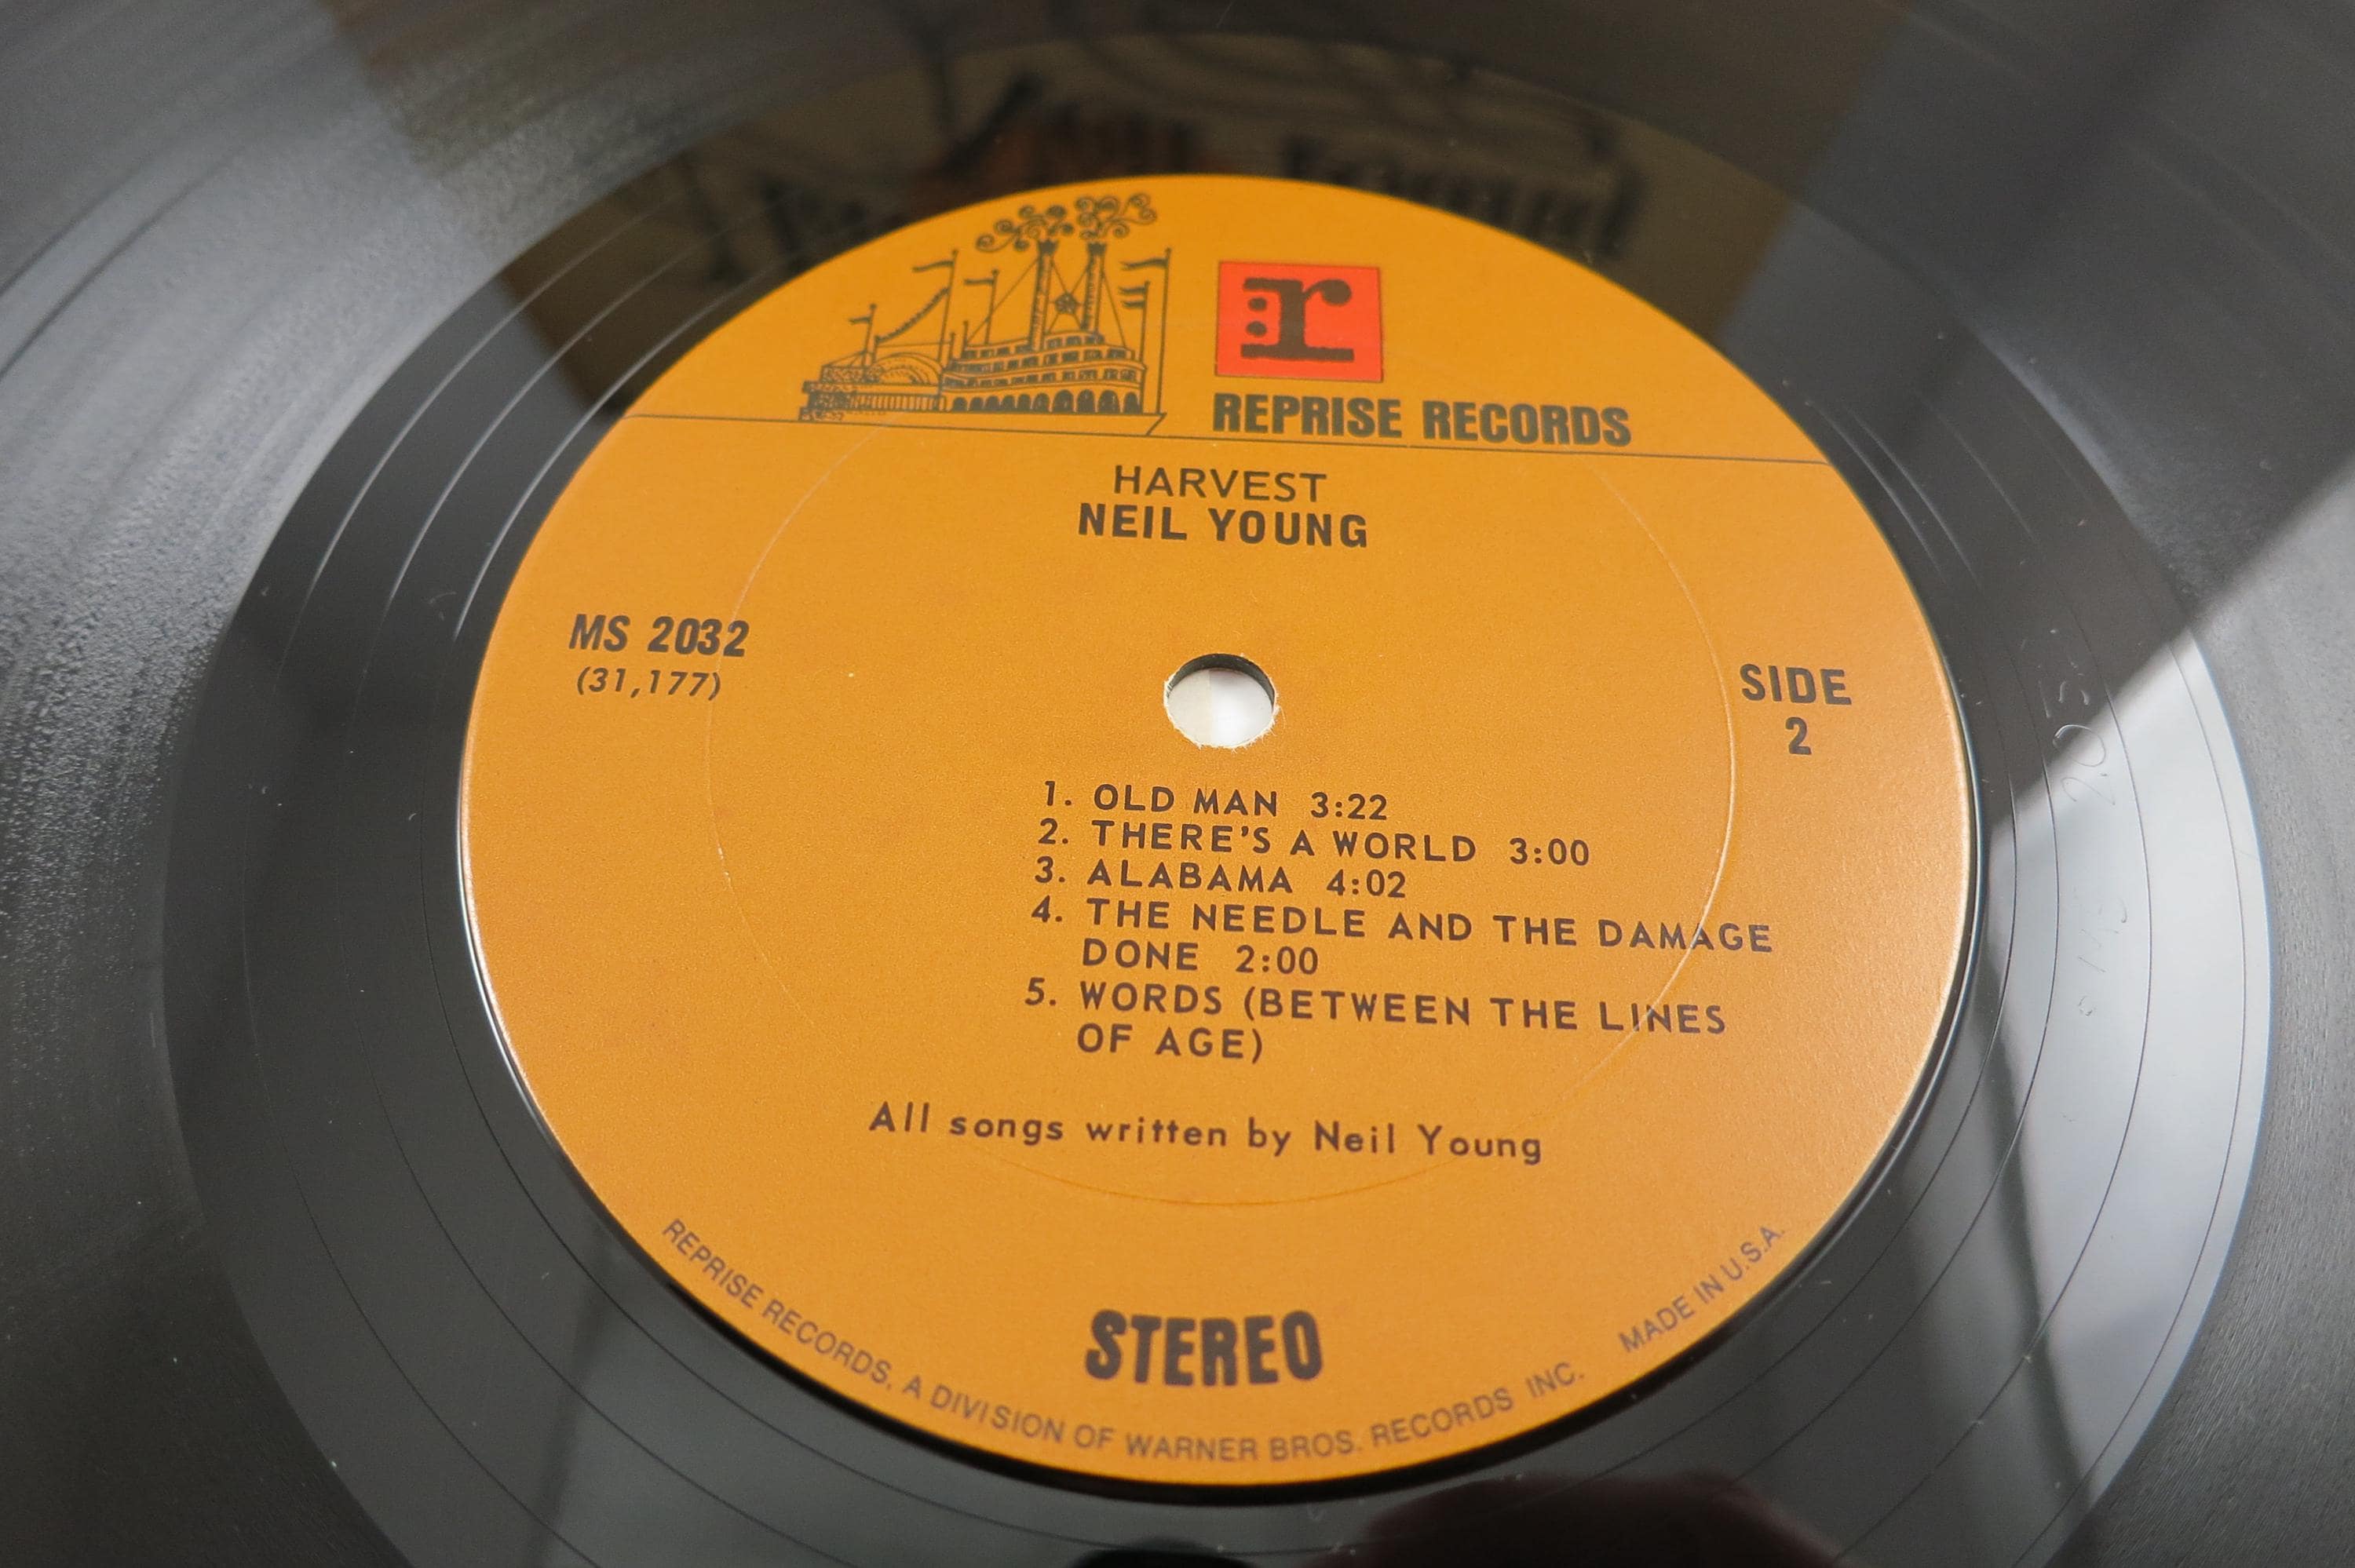 r
REPRISE RECORDS
HARVEST
NEIL YOUNG
MS 2032
(31,177)
SIDE
2
1. OLD MAN 3:22
2. THERE'S A WORLD 3:00
3. ALABAMA 4:02
4. THE NEEDLE AND THE DAMAGE
DONE 2:00
5. WORDS (BETWEEN THE LINES
OF AGE)
All songs written by Neil Young
STEREO
REPRISE RECORDS, A DIVISION OF WARNER BROS. RECORDS INC. MADE IN U.S.A.